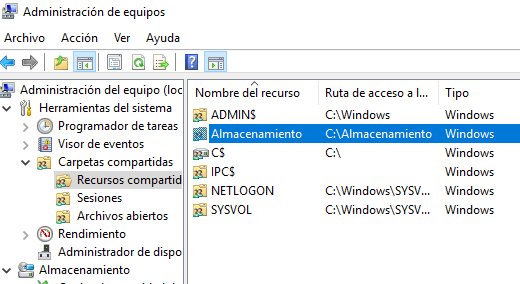 Administración de equipos
Archivo Acción Ver Ayuda
Administración del equipo (loc
Herramientas del sistema
Programador de tareas
Visor de eventos
Carpetas compartidas
Recursos compartid
Sesiones
Archivos abiertos
Rendimiento
Administrador de dispo
Almacenamiento
Nombre del recurso Ruta de acceso a l... Tipo
ADMIN$ C:\Windows Windows
Almacenamiento C:\Almacenamiento Windows
C$ C:\ Windows
IPC$ Windows
NETLOGON C:\Windows\SYSV... Windows
SYSVOL C:\Windows\SYSV... Windows